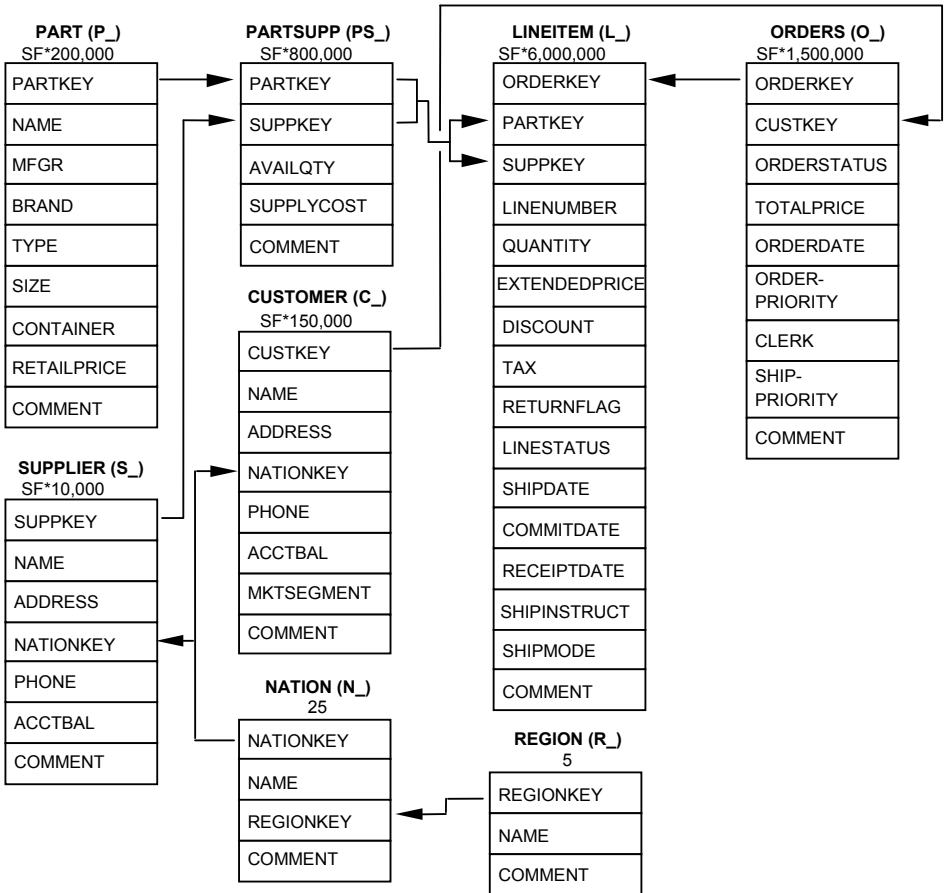 PART (P_)
SF*200,000
PARTKEY
NAME
MFGR
BRAND
TYPE
SIZE
CONTAINER
RETAILPRICE
COMMENT
SUPPLIER (S_)
SF*10,000
SUPPKEY
NAME
ADDRESS
NATIONKEY
PHONE
ACCTBAL
COMMENT
PARTSUPP (PS_)
SF*800,000
PARTKEY
SUPPKEY
AVAILQTY
SUPPLYCOST
COMMENT
CUSTOMER (C_)
SF*150,000
CUSTKEY
NAME
ADDRESS
NATIONKEY
PHONE
ACCTBAL
MKTSEGMENT
COMMENT
NATION (N_)
25
NATIONKEY
NAME
REGIONKEY
COMMENT
LINEITEM (L_)
SF*6,000,000
ORDERKEY
PARTKEY
SUPPKEY
LINENUMBER
QUANTITY
EXTENDEDPRICE
DISCOUNT
TAX
RETURNFLAG
LINESTATUS
SHIPDATE
COMMITDATE
RECEIPTDATE
SHIPINSTRUCT
SHIPMODE
COMMENT
REGION (R_)
5
REGIONKEY
NAME
COMMENT
ORDERS (O_)
SF*1,500,000
ORDERKEY
CUSTKEY
ORDERSTATUS
TOTALPRICE
ORDERDATE
ORDER-
PRIORITY
CLERK
SHIP-
PRIORITY
COMMENT